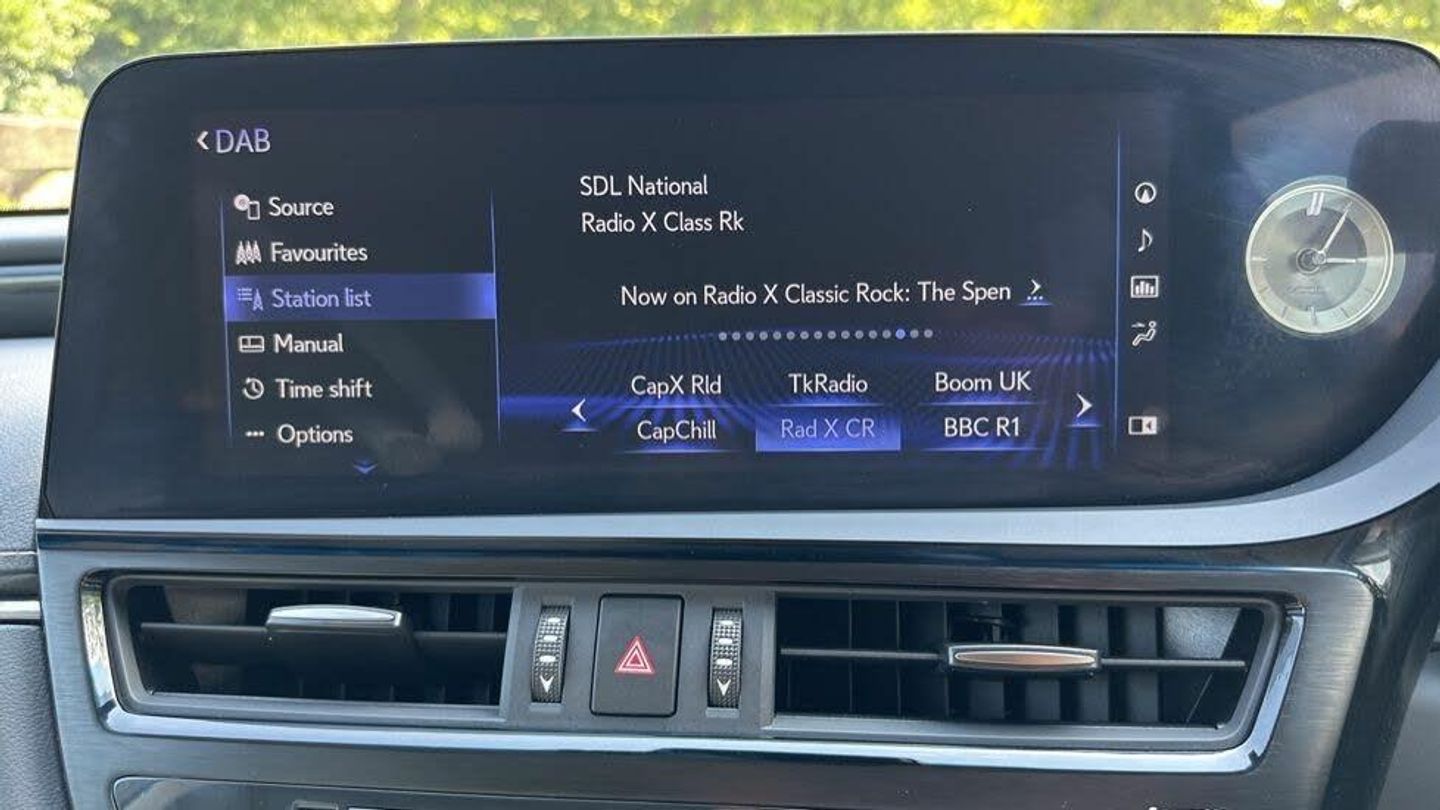 DAB
Source
Favourites
Station list
Manual
Time shift
Options
SDL National
Radio X Class Rk
Now on Radio X Classic Rock: The Spen
CapX Rld TkRadio Boom UK
CapChill Rad X CR BBC R1